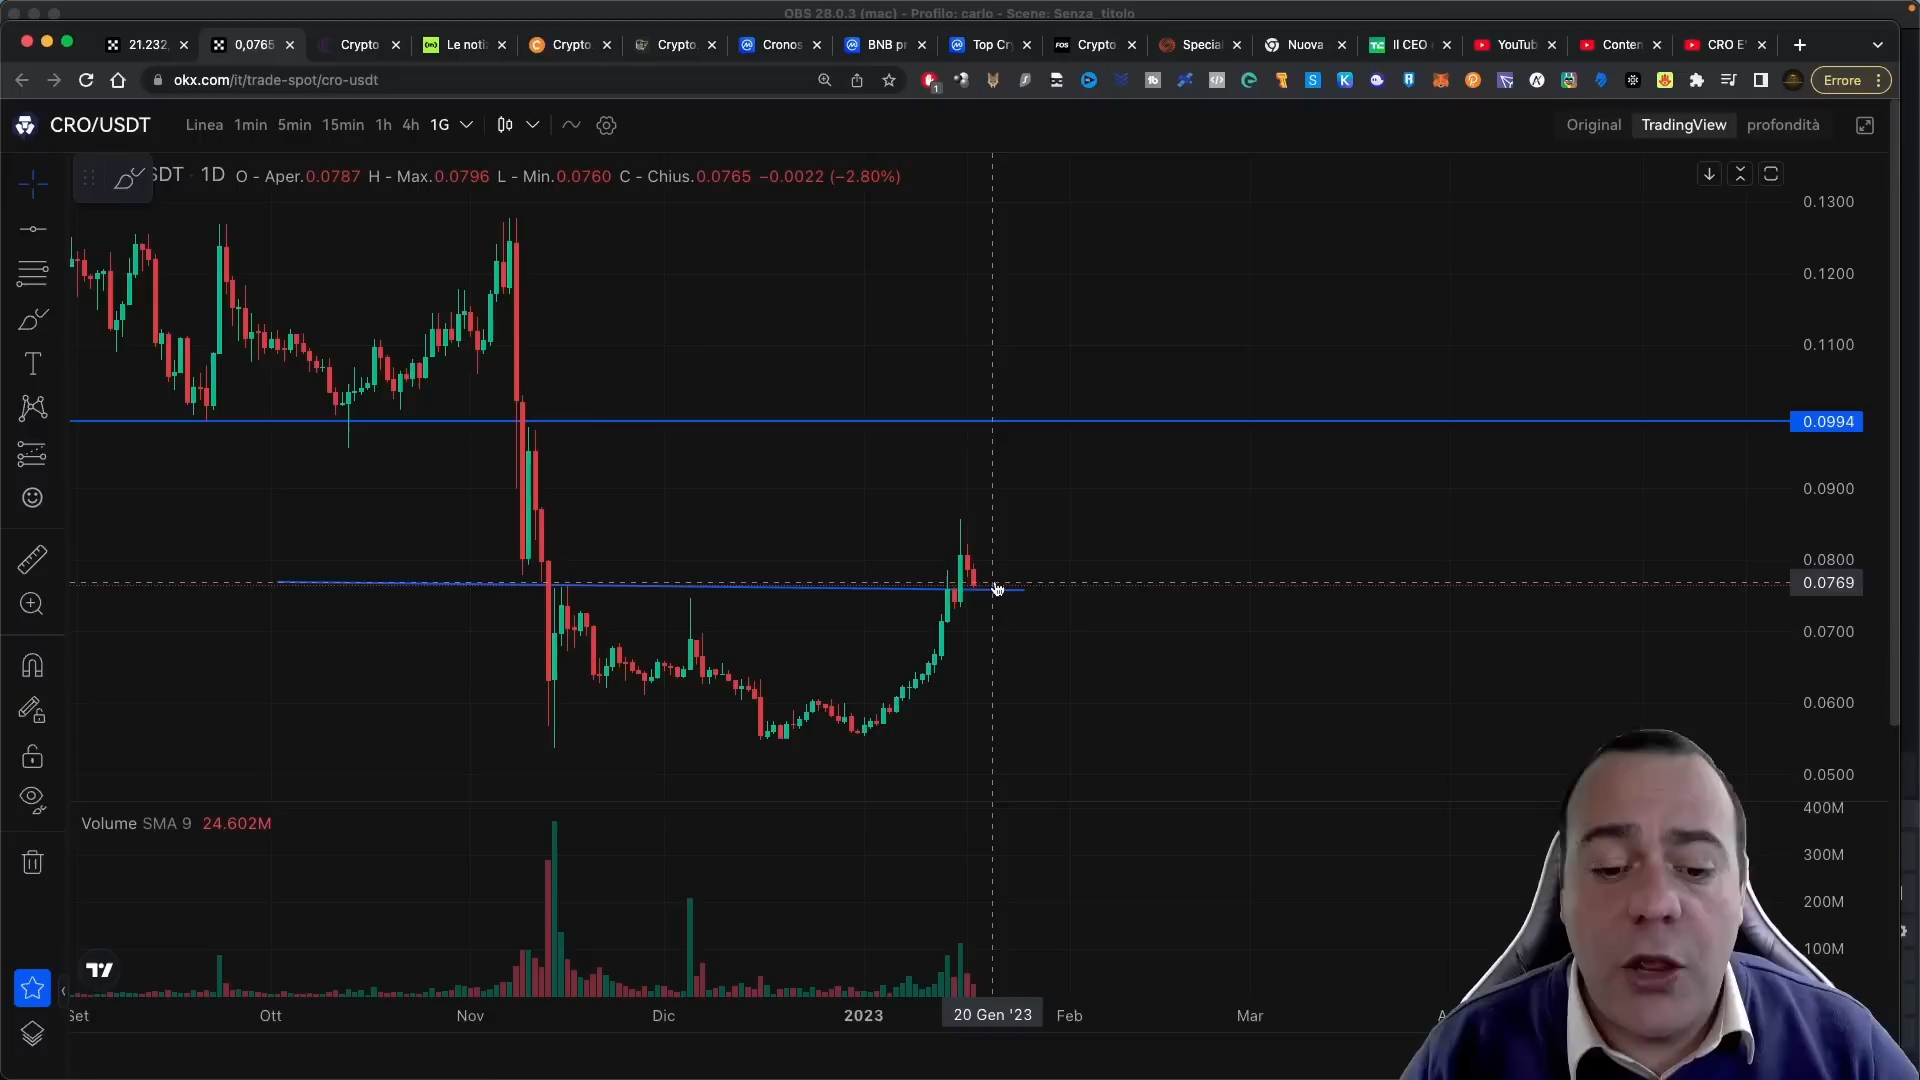 OBS 28.0.3 (mac) - Profilo: carlo - Scene: Senza_titolo
21.232, 0,0765 Crypto Le noti Crypto Crypto Cronos BNB pr Top Cr Crypto Special Nuova Il CEO YouTub Conten CRO E
okx.com/it/trade-spot/cro-usdt
1
Errore
CRO/USDT
Linea 1min 5min 15min 1h 4h 1G
Original TradingView profondità
SDT · 1D O - Aper.0.0787 H - Max.0.0796 L - Min.0.0760 C - Chius.0.0765 −0.0022 (−2.80%)
0.1300
0.1200
0.1100
0.0994
0.0900
0.0800
0.0769
0.0700
0.0600
0.0500
400M
Volume SMA 9 24.602M
300M
200M
100M
Set Ott Nov Dic 2023 20 Gen '23 Feb Mar A